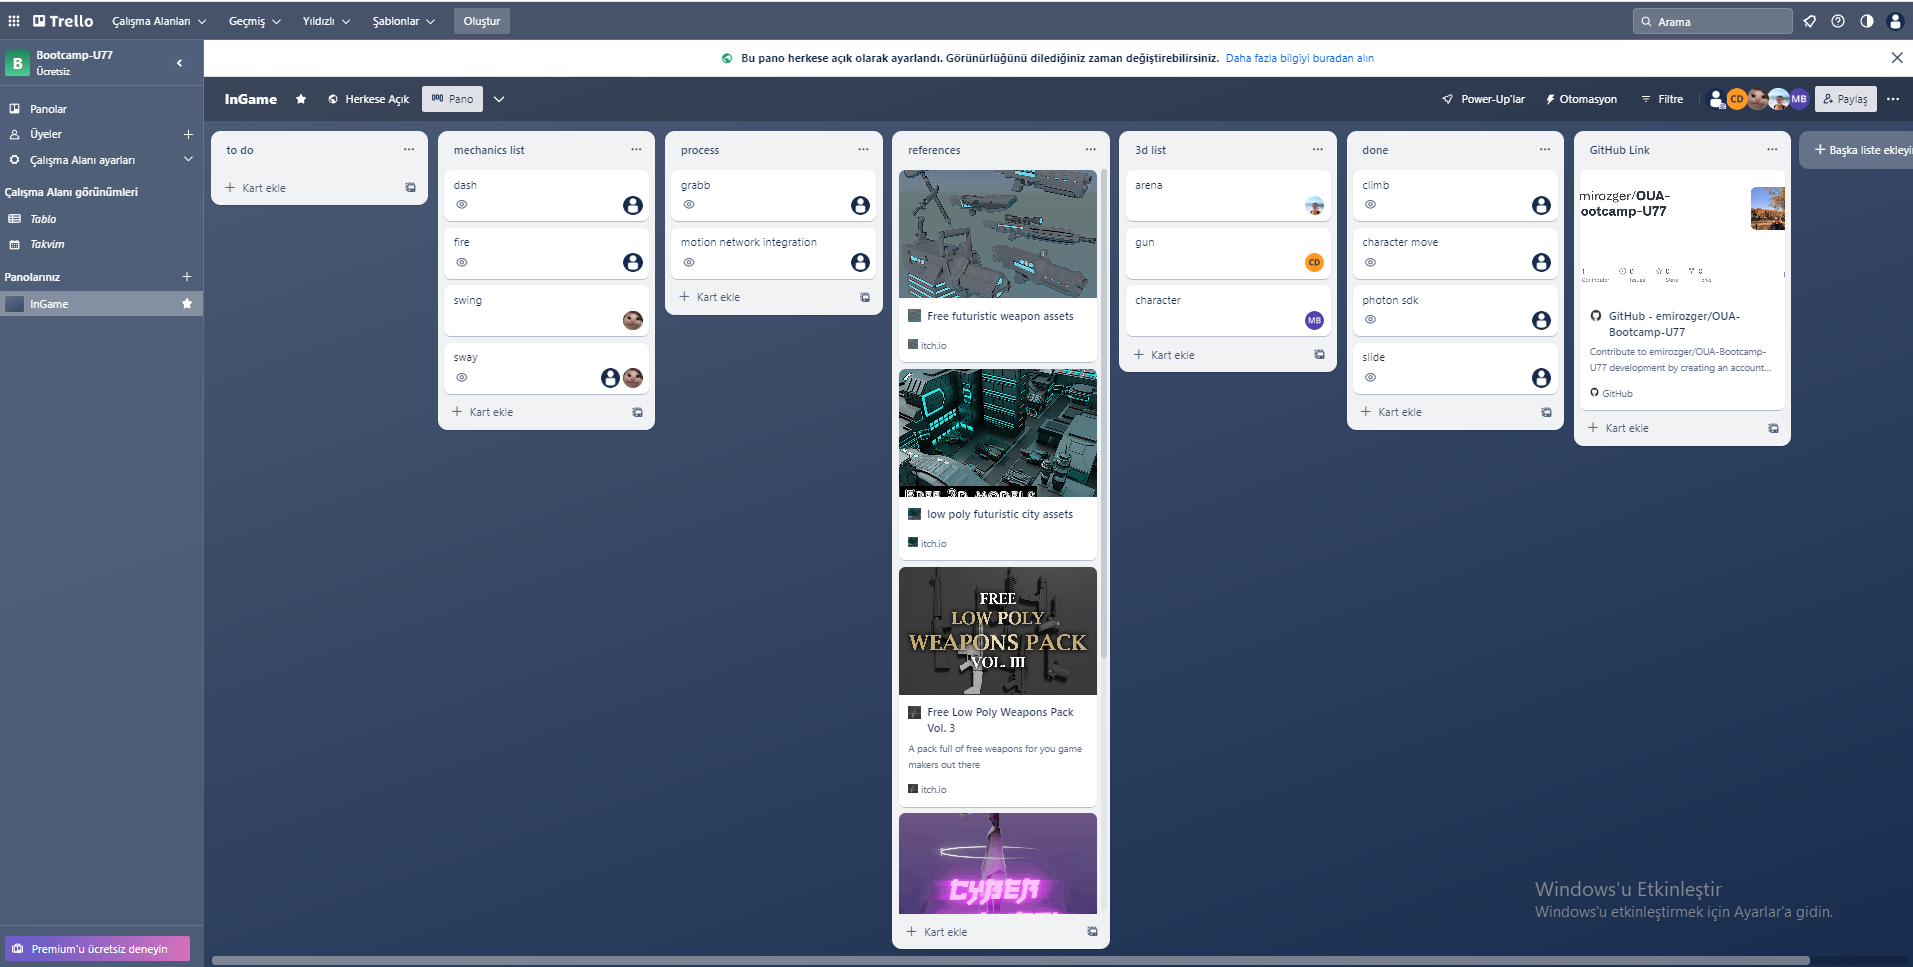 Trello
Çalışma Alanları
Geçmiş
Yıldızlı
Şablonlar
Oluştur
Arama
B
Bootcamp-U77
Ücretsiz
Bu pano herkese açık olarak ayarlandı. Görünürlüğünü dilediğiniz zaman değiştirebilirsiniz. Daha fazla bilgiyi buradan alın
InGame
Herkese Açık
Pano
Power-Up'lar
Otomasyon
Filtre
CD
MB
Paylaş
Panolar
Üyeler
Çalışma Alanı ayarları
Çalışma Alanı görünümleri
Tablo
Takvim
Panolarınız
InGame
Premium'u ücretsiz deneyin
to do
Kart ekle
mechanics list
dash
fire
swing
sway
Kart ekle
process
grabb
motion network integration
Kart ekle
references
Free futuristic weapon assets
itch.io
FREE 3D MODELS
low poly futuristic city assets
itch.io
FREE
LOW POLY
WEAPONS PACK
VOL. III
Free Low Poly Weapons Pack
Vol. 3
A pack full of free weapons for you game
makers out there
itch.io
CYBER
Kart ekle
3d list
arena
gun
CD
character
MB
Kart ekle
done
climb
character move
photon sdk
slide
Kart ekle
GitHub Link
mirozger/OUA-
ootcamp-U77
1
0
0
0
Contributor
Issues
Stars
Forks
GitHub - emirozger/OUA-
Bootcamp-U77
Contribute to emirozger/OUA-Bootcamp-
U77 development by creating an account...
GitHub
Kart ekle
Başka liste ekleyi
Windows'u Etkinleştir
Windows'u etkinleştirmek için Ayarlar'a gidin.